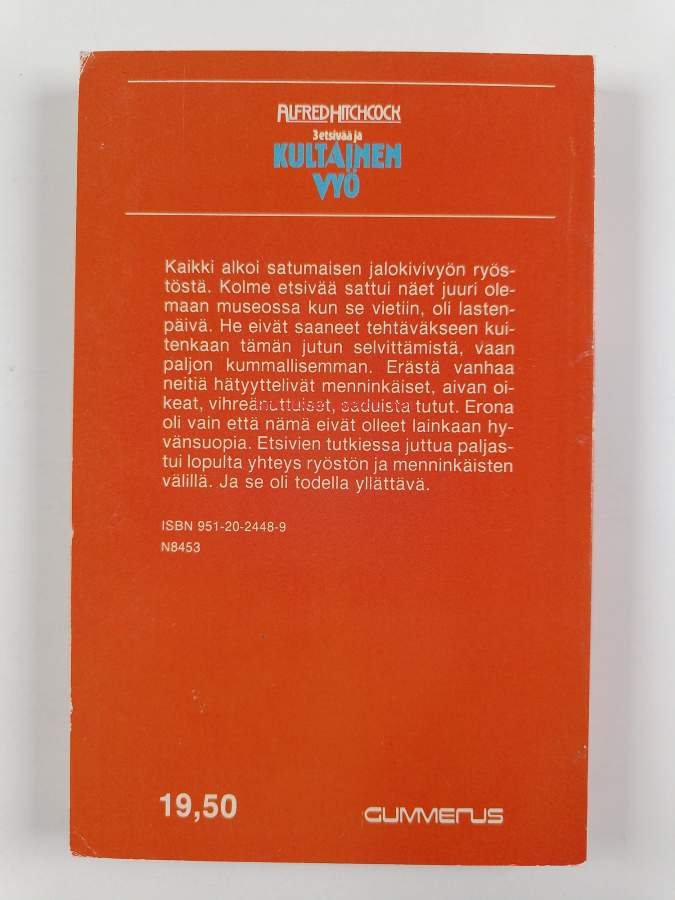 ALFRED HITCHCOCK
3 etsivää ja
KULTAINEN
VYÖ
Kaikki alkoi satumaisen jalokivivyön ryös-
töstä. Kolme etsivää sattui näet juuri ole-
maan museossa kun se vietiin, oli lasten-
päivä. He eivät saaneet tehtäväkseen kui-
tenkaan tämän jutun selvittämistä, vaan
paljon kummallisemman. Erästä vanhaa
neitiä hätyyttelivät menninkäiset, aivan oi-
keat, vihreänuttuiset, saduista tutut. Erona
oli vain että nämä eivät olleet lainkaan hy-
vänsuopia. Etsivien tutkiessa juttua paljas-
tui lopulta yhteys ryöstön ja menninkäisten
välillä. Ja se oli todella yllättävä.
ISBN 951-20-2448-9
N8453
19,50
GUMMERUS